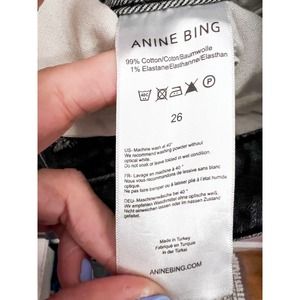 ANINE BING
99% Cotton/Coton/Baumwolle
1% Elastane/Elasthanne/Elasthan
26
US- Machine wash at 40°
We recommend washing powder without
optical white.
Do not soak or leave folded in wet condition.
FR - Lavage en machine à 40 °
Nous vous recommandons de lessive sans blanc
optique.
Ne pas faire tremper ou à laisser plié à l'état humide
DEU- Maschinenwäsche bei 40 °
Wir empfehlen Waschmittel ohne optische weiß.
Nicht einweichen lassen oder im nassen Zustand
gefaltet.
Made in Turkey
Fabriqué en Turquie
in der Türkei
ANINEBING.COM